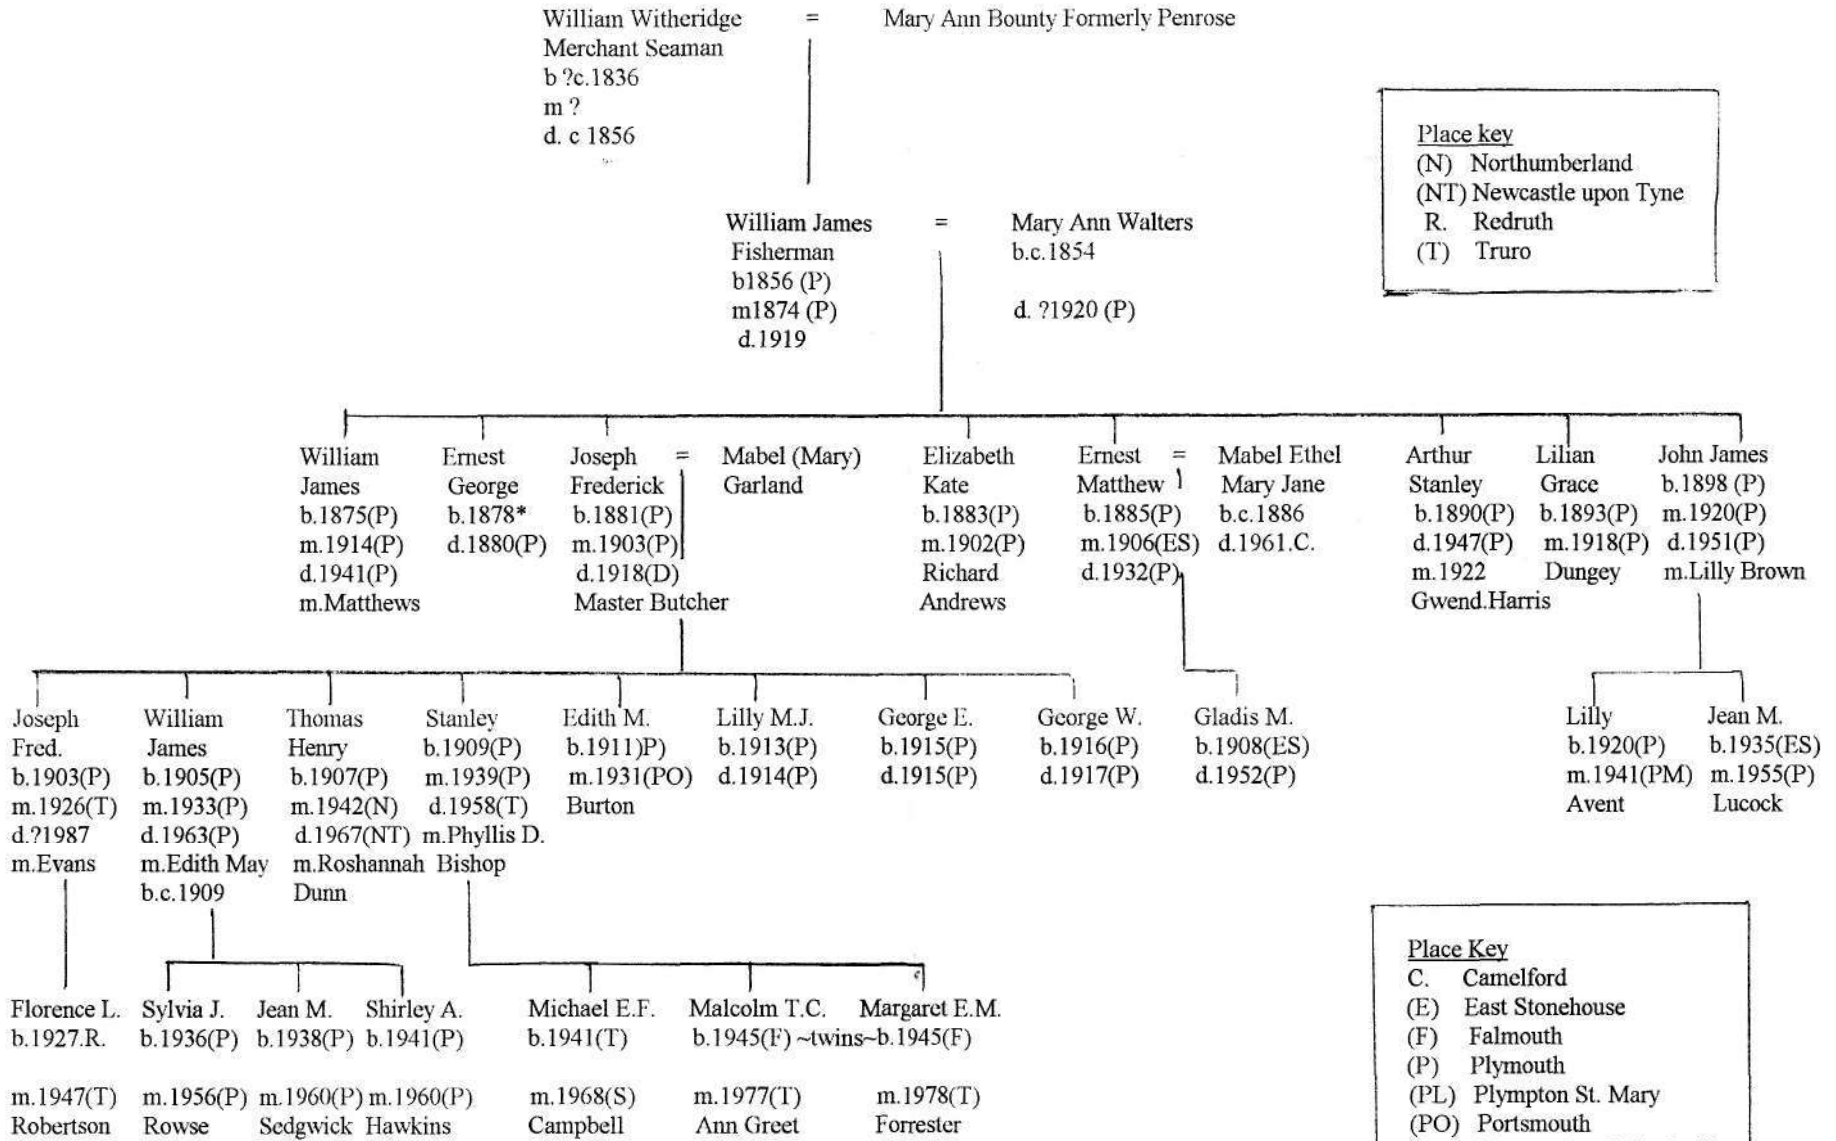 William Witheridge = Mary Ann Bounty Formerly Penrose
Merchant Seaman
b ?c.1836
m ?
d. c 1856
Place key
(N) Northumberland
(NT) Newcastle upon Tyne
R. Redruth
(T) Truro
William James = Mary Ann Walters
Fisherman b.c.1854
b1856 (P)
m1874 (P) d. ?1920 (P)
d.1919
William Ernest Joseph = Mabel (Mary) Elizabeth Ernest = Mabel Ethel Arthur Lilian John James
James George Frederick Garland Kate Matthew Mary Jane Stanley Grace b.1898 (P)
b.1875(P) b.1878* b.1881(P) b.1883(P) b.1885(P) b.c.1886 b.1890(P) b.1893(P) m.1920(P)
m.1914(P) d.1880(P) m.1903(P) m.1902(P) m.1906(ES) d.1961.C. d.1947(P) m.1918(P) d.1951(P)
d.1941(P) d.1918(D) Richard d.1932(P) m.1922 Dungey m.Lilly Brown
m.Matthews Master Butcher Andrews Gwend.Harris
Joseph William Thomas Stanley Edith M. Lilly M.J. George E. George W. Gladis M. Lilly Jean M.
Fred. James Henry b.1909(P) b.1911)P) b.1913(P) b.1915(P) b.1916(P) b.1908(ES) b.1920(P) b.1935(ES)
b.1903(P) b.1905(P) b.1907(P) m.1939(P) m.1931(PO) d.1914(P) d.1915(P) d.1917(P) d.1952(P) m.1941(PM) m.1955(P)
m.1926(T) m.1933(P) m.1942(N) d.1958(T) Burton Avent Lucock
d.?1987 d.1963(P) d.1967(NT) m.Phyllis D.
m.Evans m.Edith May m.Roshannah Bishop
b.c.1909 Dunn
Place Key
C. Camelford
(E) East Stonehouse
(F) Falmouth
(P) Plymouth
(PL) Plympton St. Mary
(PO) Portsmouth
Florence L. Sylvia J. Jean M. Shirley A. Michael E.F. Malcolm T.C. Margaret E.M.
b.1927.R. b.1936(P) b.1938(P) b.1941(P) b.1941(T) b.1945(F) ~twins~b.1945(F)
m.1947(T) m.1956(P) m.1960(P) m.1960(P) m.1968(S) m.1977(T) m.1978(T)
Robertson Rowse Sedgwick Hawkins Campbell Ann Greet Forrester